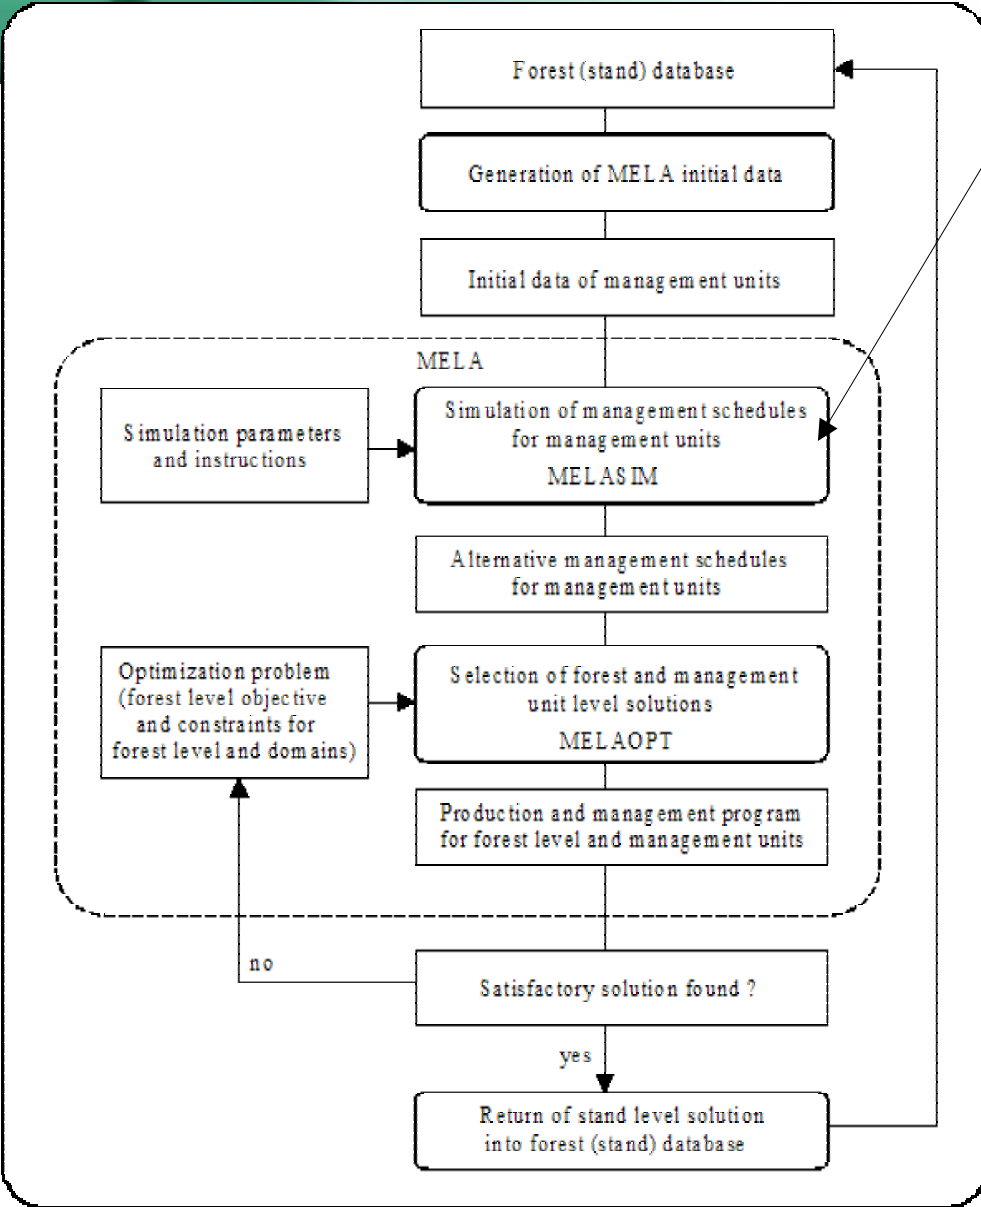 Forest (stand) database
Generation of MELA initial data
Initial data of management units
MELA
Simulation parameters
and instructions
Simulation of management schedules
for management units
MELASIM
Alternative management schedules
for management units
Optimization problem
(forest level objective
and constraints for
forest level and domains)
Selection of forest and management
unit level solutions
MELAOPT
Production and management program
for forest level and management units
no
Satisfactory solution found ?
yes
Return of stand level solution
into forest (stand) database